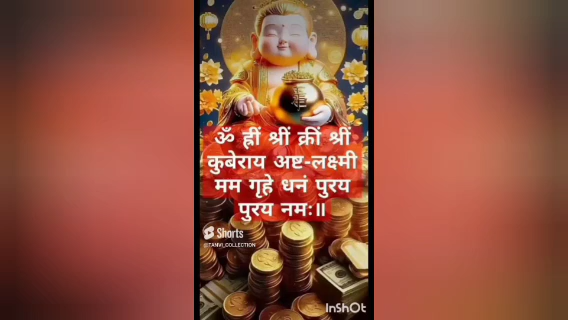 ॐ ह्रीं श्रीं क्रीं श्रीं
कुबेराय अष्ट-लक्ष्मी
मम गृहे धनं पुरय
पुरय नमः॥
Shorts
@TANVI_COLLECTION
InShOt